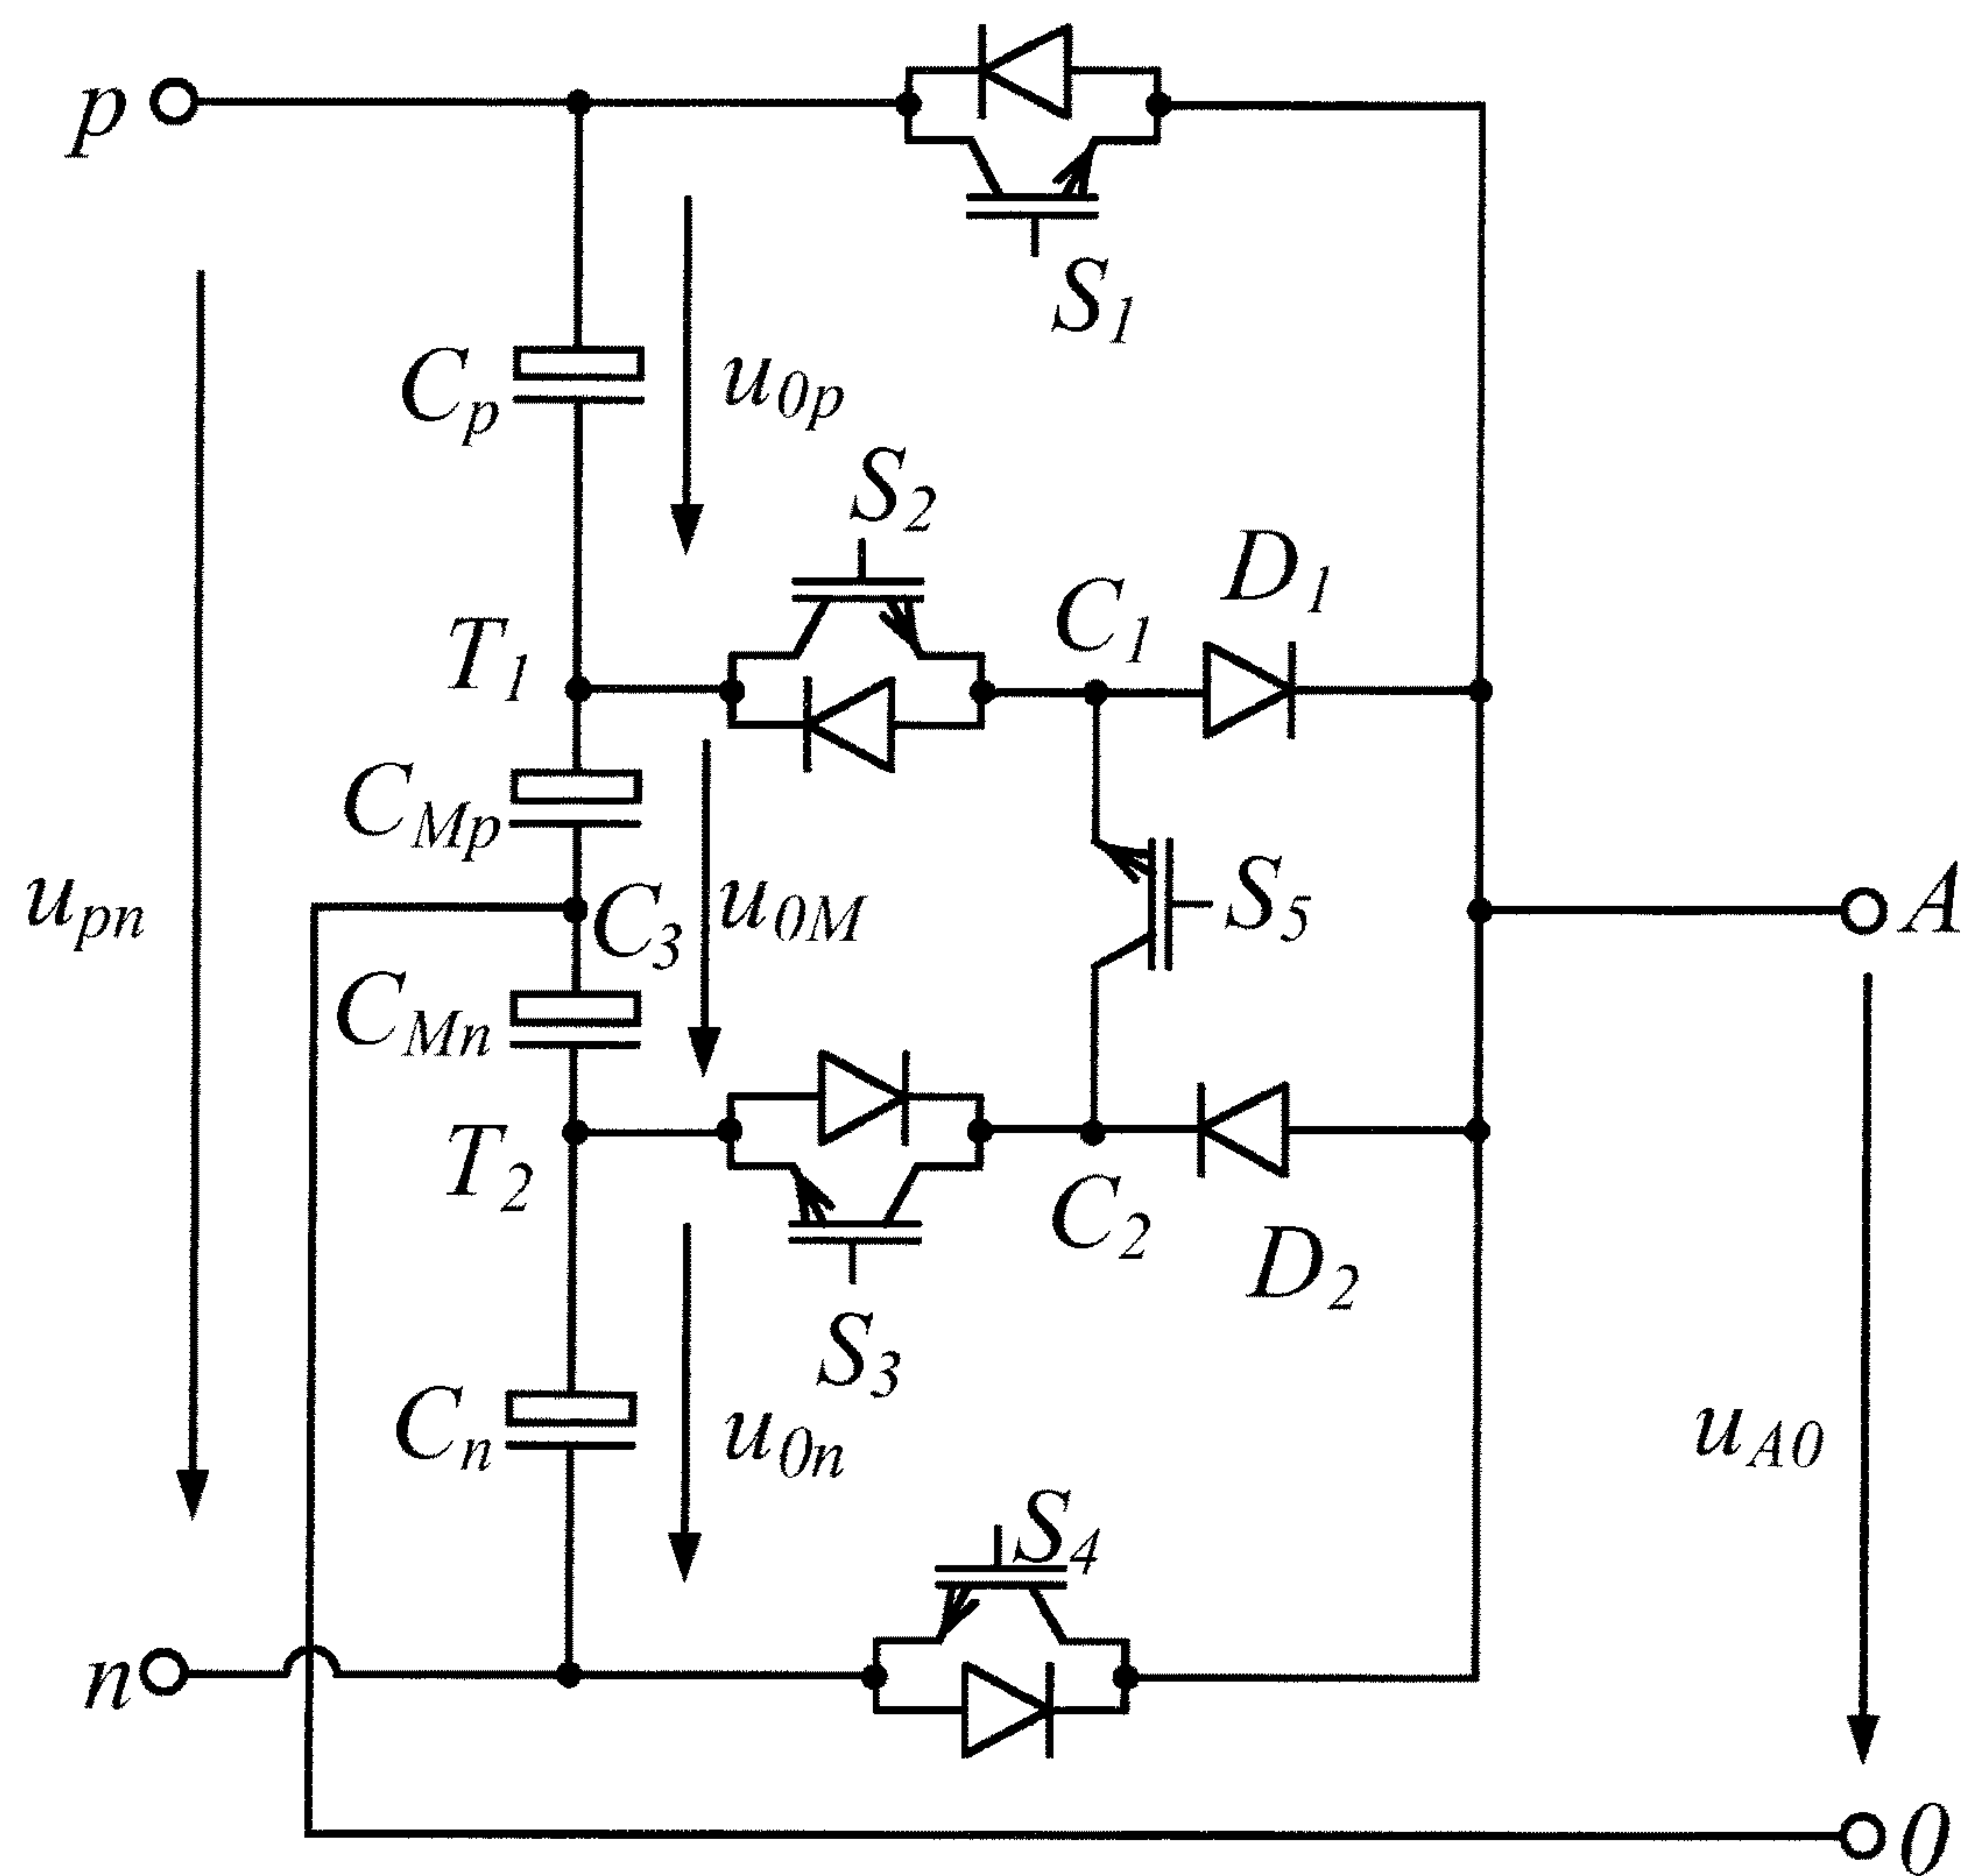 p
S1
Cp
u0p
S2
T1
C1
D1
CMp
upn
C3
u0M
S5
A
CMn
T2
C2
D2
S3
Cn
u0n
uA0
S4
n
0